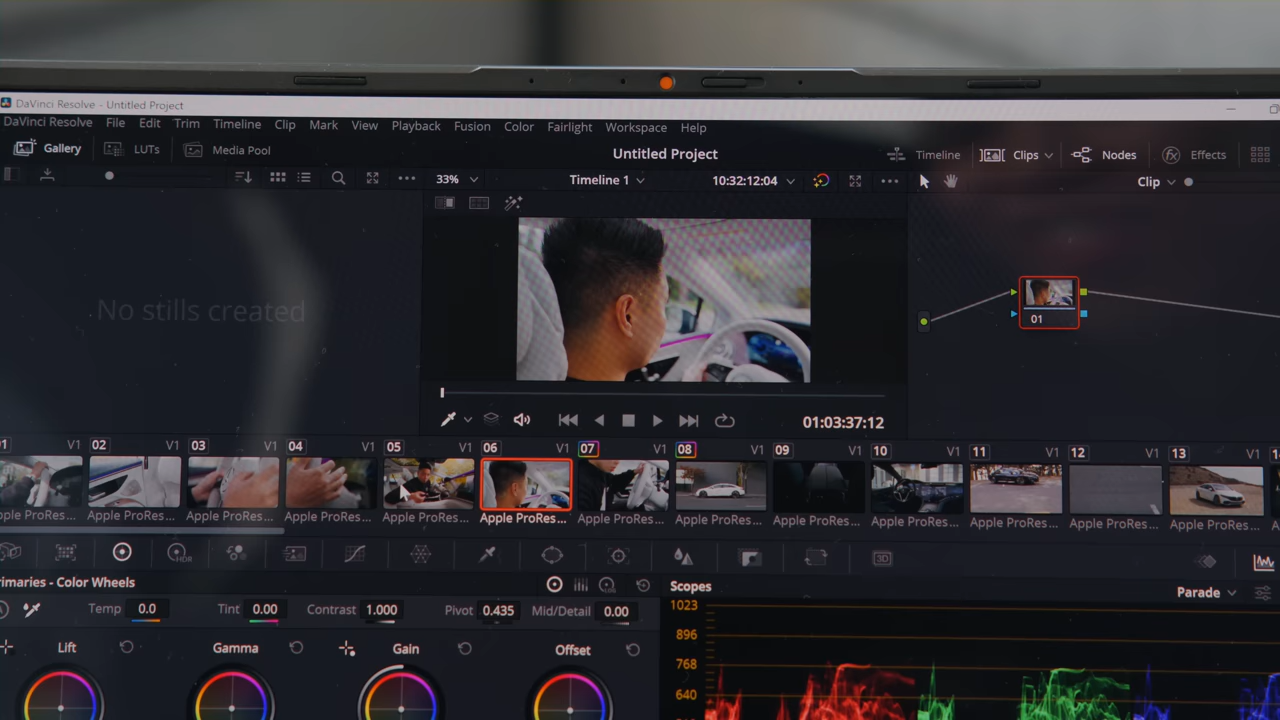 DaVinci Resolve - Untitled Project
DaVinci Resolve File Edit Trim Timeline Clip Mark View Playback Fusion Color Fairlight Workspace Help
Gallery LUTs Media Pool Untitled Project Timeline Clips Nodes Effects
33% Timeline 1 10:32:12:04 Clip
No stills created
01
01:03:37:12
V1 02 V1 03 V1 04 V1 05 V1 06 V1 07 V1 08 V1 09 V1 10 V1 11 V1 12 V1 13 V1
Apple ProRes... Apple ProRes... Apple ProRes... Apple ProRes... Apple ProRes... Apple ProRes... Apple ProRes... Apple ProRes... Apple ProRes... Apple ProRes... Apple ProRes... Apple ProRes...
HDR 3D
rimaries - Color Wheels Scopes Parade
Temp 0.0 Tint 0.00 Contrast 1.000 Pivot 0.435 Mid/Detail 0.00
Lift Gamma Gain Offset
1023
896
768
640